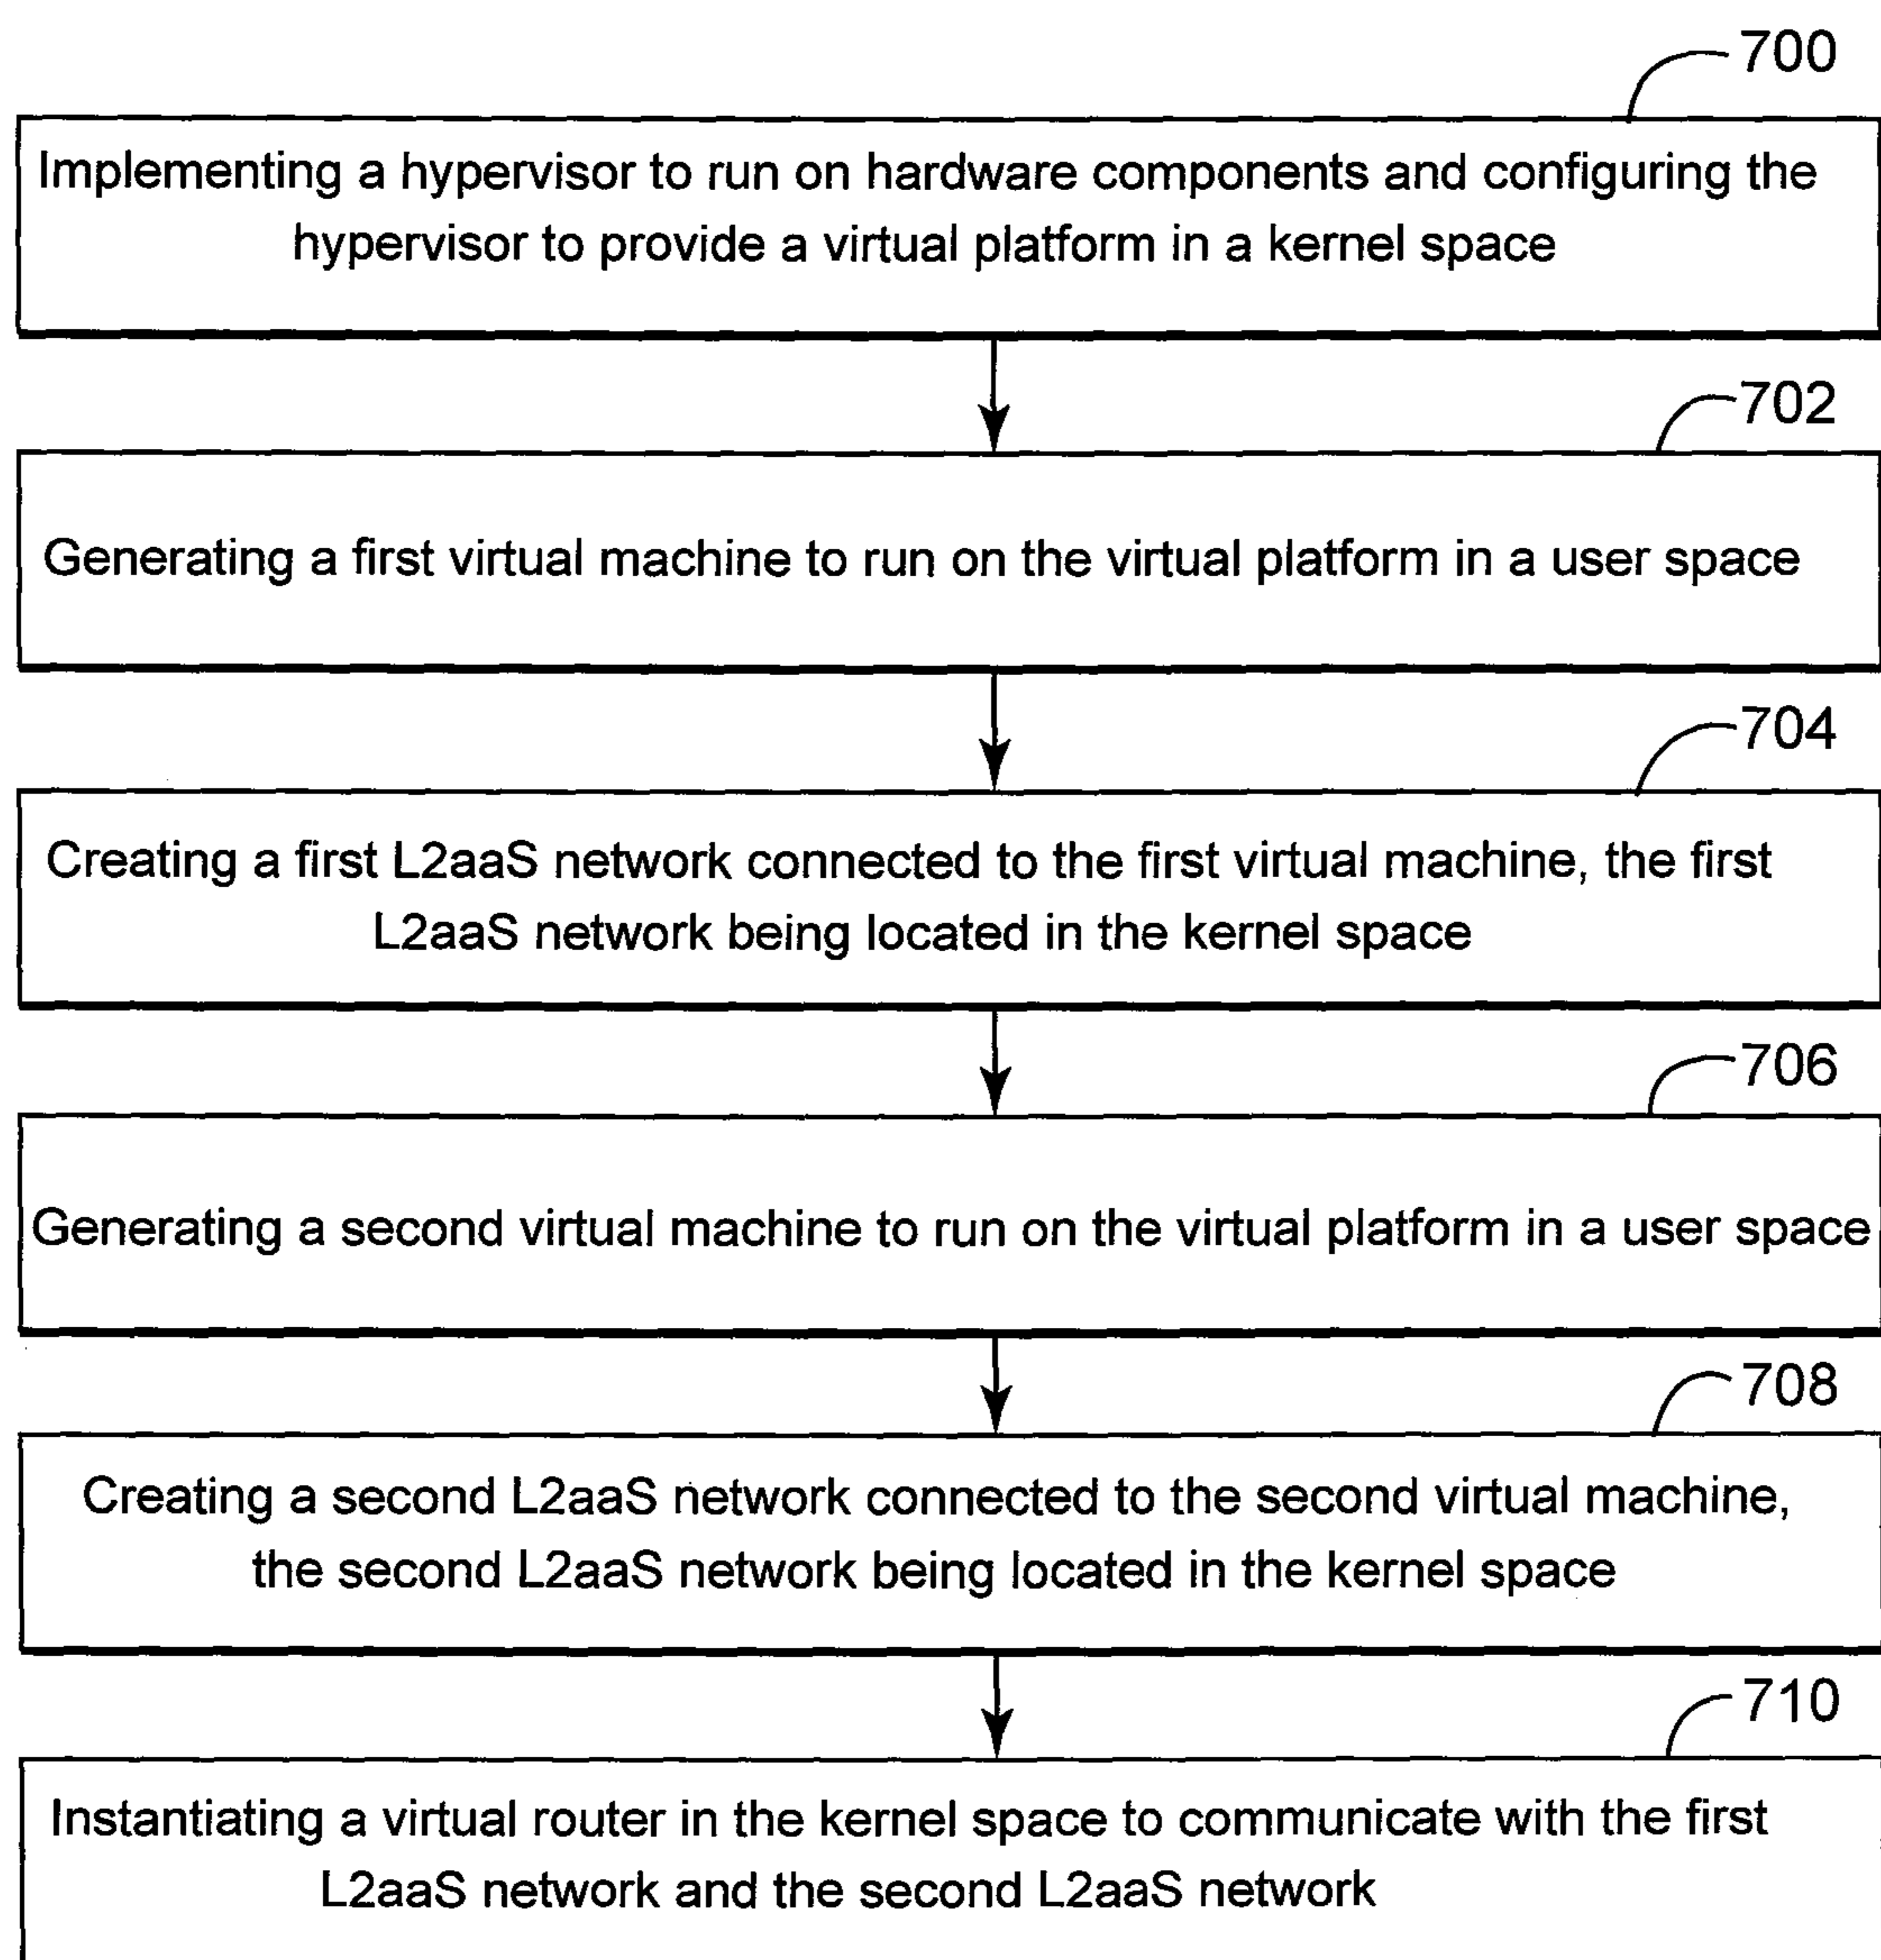 700
Implementing a hypervisor to run on hardware components and configuring the
hypervisor to provide a virtual platform in a kernel space
702
Generating a first virtual machine to run on the virtual platform in a user space
704
Creating a first L2aaS network connected to the first virtual machine, the first
L2aaS network being located in the kernel space
706
Generating a second virtual machine to run on the virtual platform in a user space
708
Creating a second L2aaS network connected to the second virtual machine,
the second L2aaS network being located in the kernel space
710
Instantiating a virtual router in the kernel space to communicate with the first
L2aaS network and the second L2aaS network